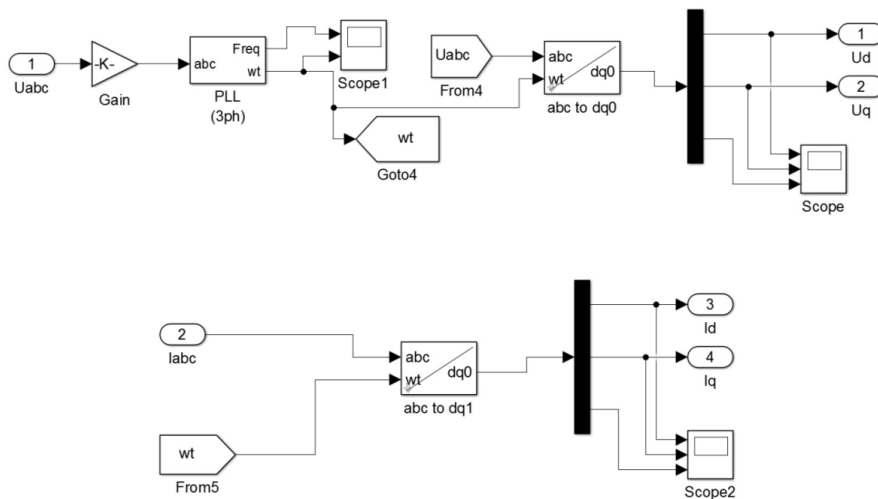 1
Uabc
-K-
Gain
abc
Freq
wt
PLL
(3ph)
Scope1
wt
Goto4
Uabc
From4
abc
wt
dq0
abc to dq0
1
Ud
2
Uq
Scope
2
Iabc
wt
From5
abc
wt
dq0
abc to dq1
3
Id
4
Iq
Scope2